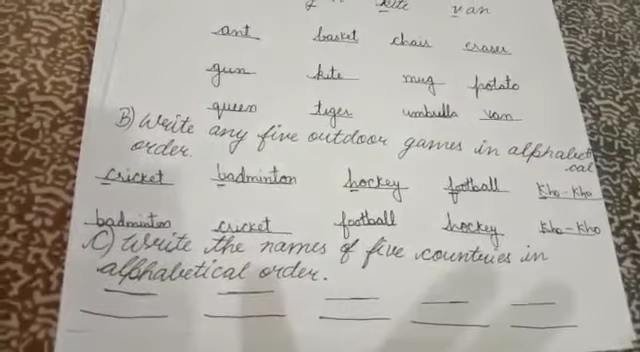 kite van
ant basket chair eraser
gun kite mug potato
queen tiger umbrella van
B) Write any five outdoor games in alphabetical
order.
cricket badminton hockey football kho-kho
badminton cricket football hockey kho-kho
C) Write the names of five countries in
alphabetical order.